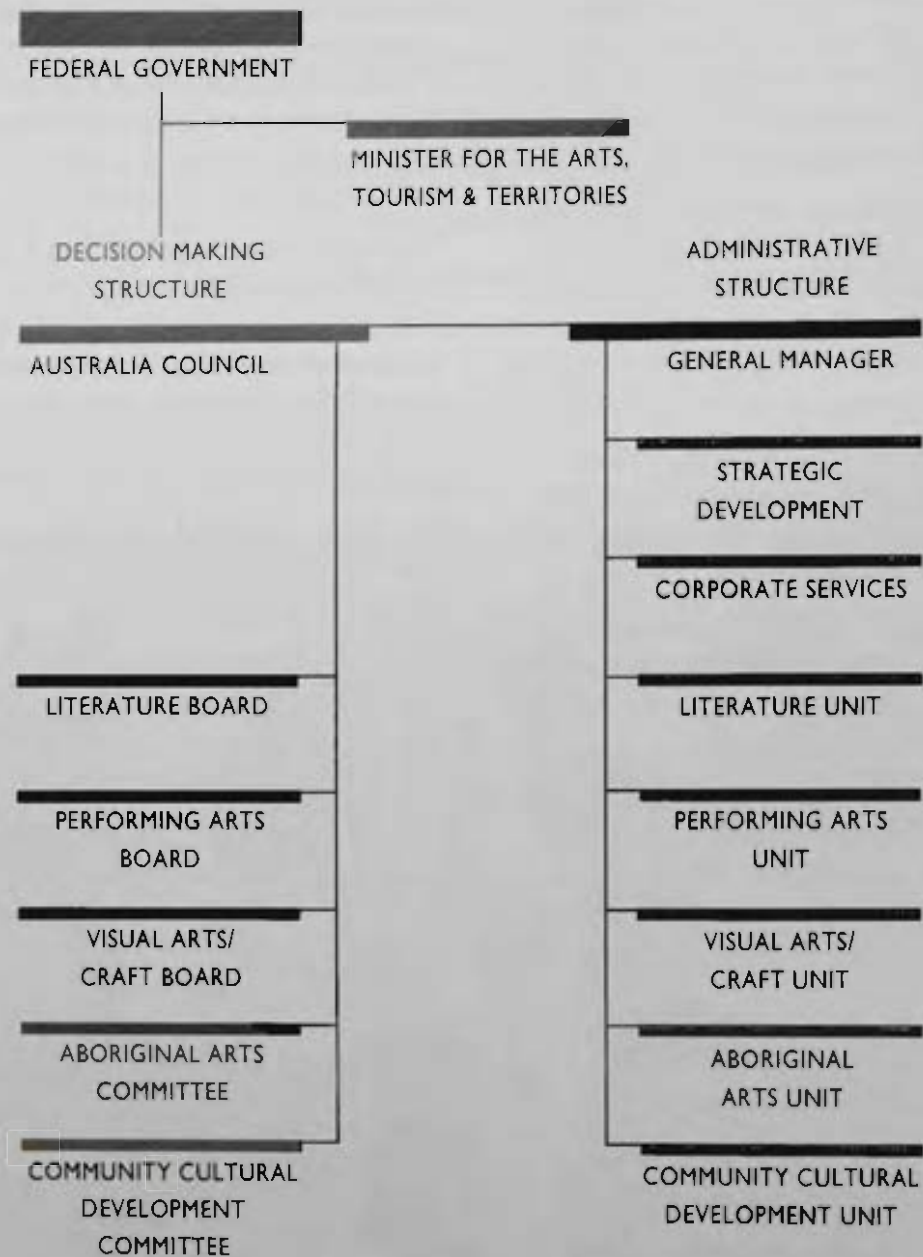 FEDERAL GOVERNMENT
MINISTER FOR THE ARTS,
TOURISM & TERRITORIES
DECISION MAKING
STRUCTURE
ADMINISTRATIVE
STRUCTURE
AUSTRALIA COUNCIL
GENERAL MANAGER
STRATEGIC
DEVELOPMENT
CORPORATE SERVICES
LITERATURE BOARD
LITERATURE UNIT
PERFORMING ARTS
BOARD
PERFORMING ARTS
UNIT
VISUAL ARTS/
CRAFT BOARD
VISUAL ARTS/
CRAFT UNIT
ABORIGINAL ARTS
COMMITTEE
ABORIGINAL
ARTS UNIT
COMMUNITY CULTURAL
DEVELOPMENT
COMMITTEE
COMMUNITY CULTURAL
DEVELOPMENT UNIT